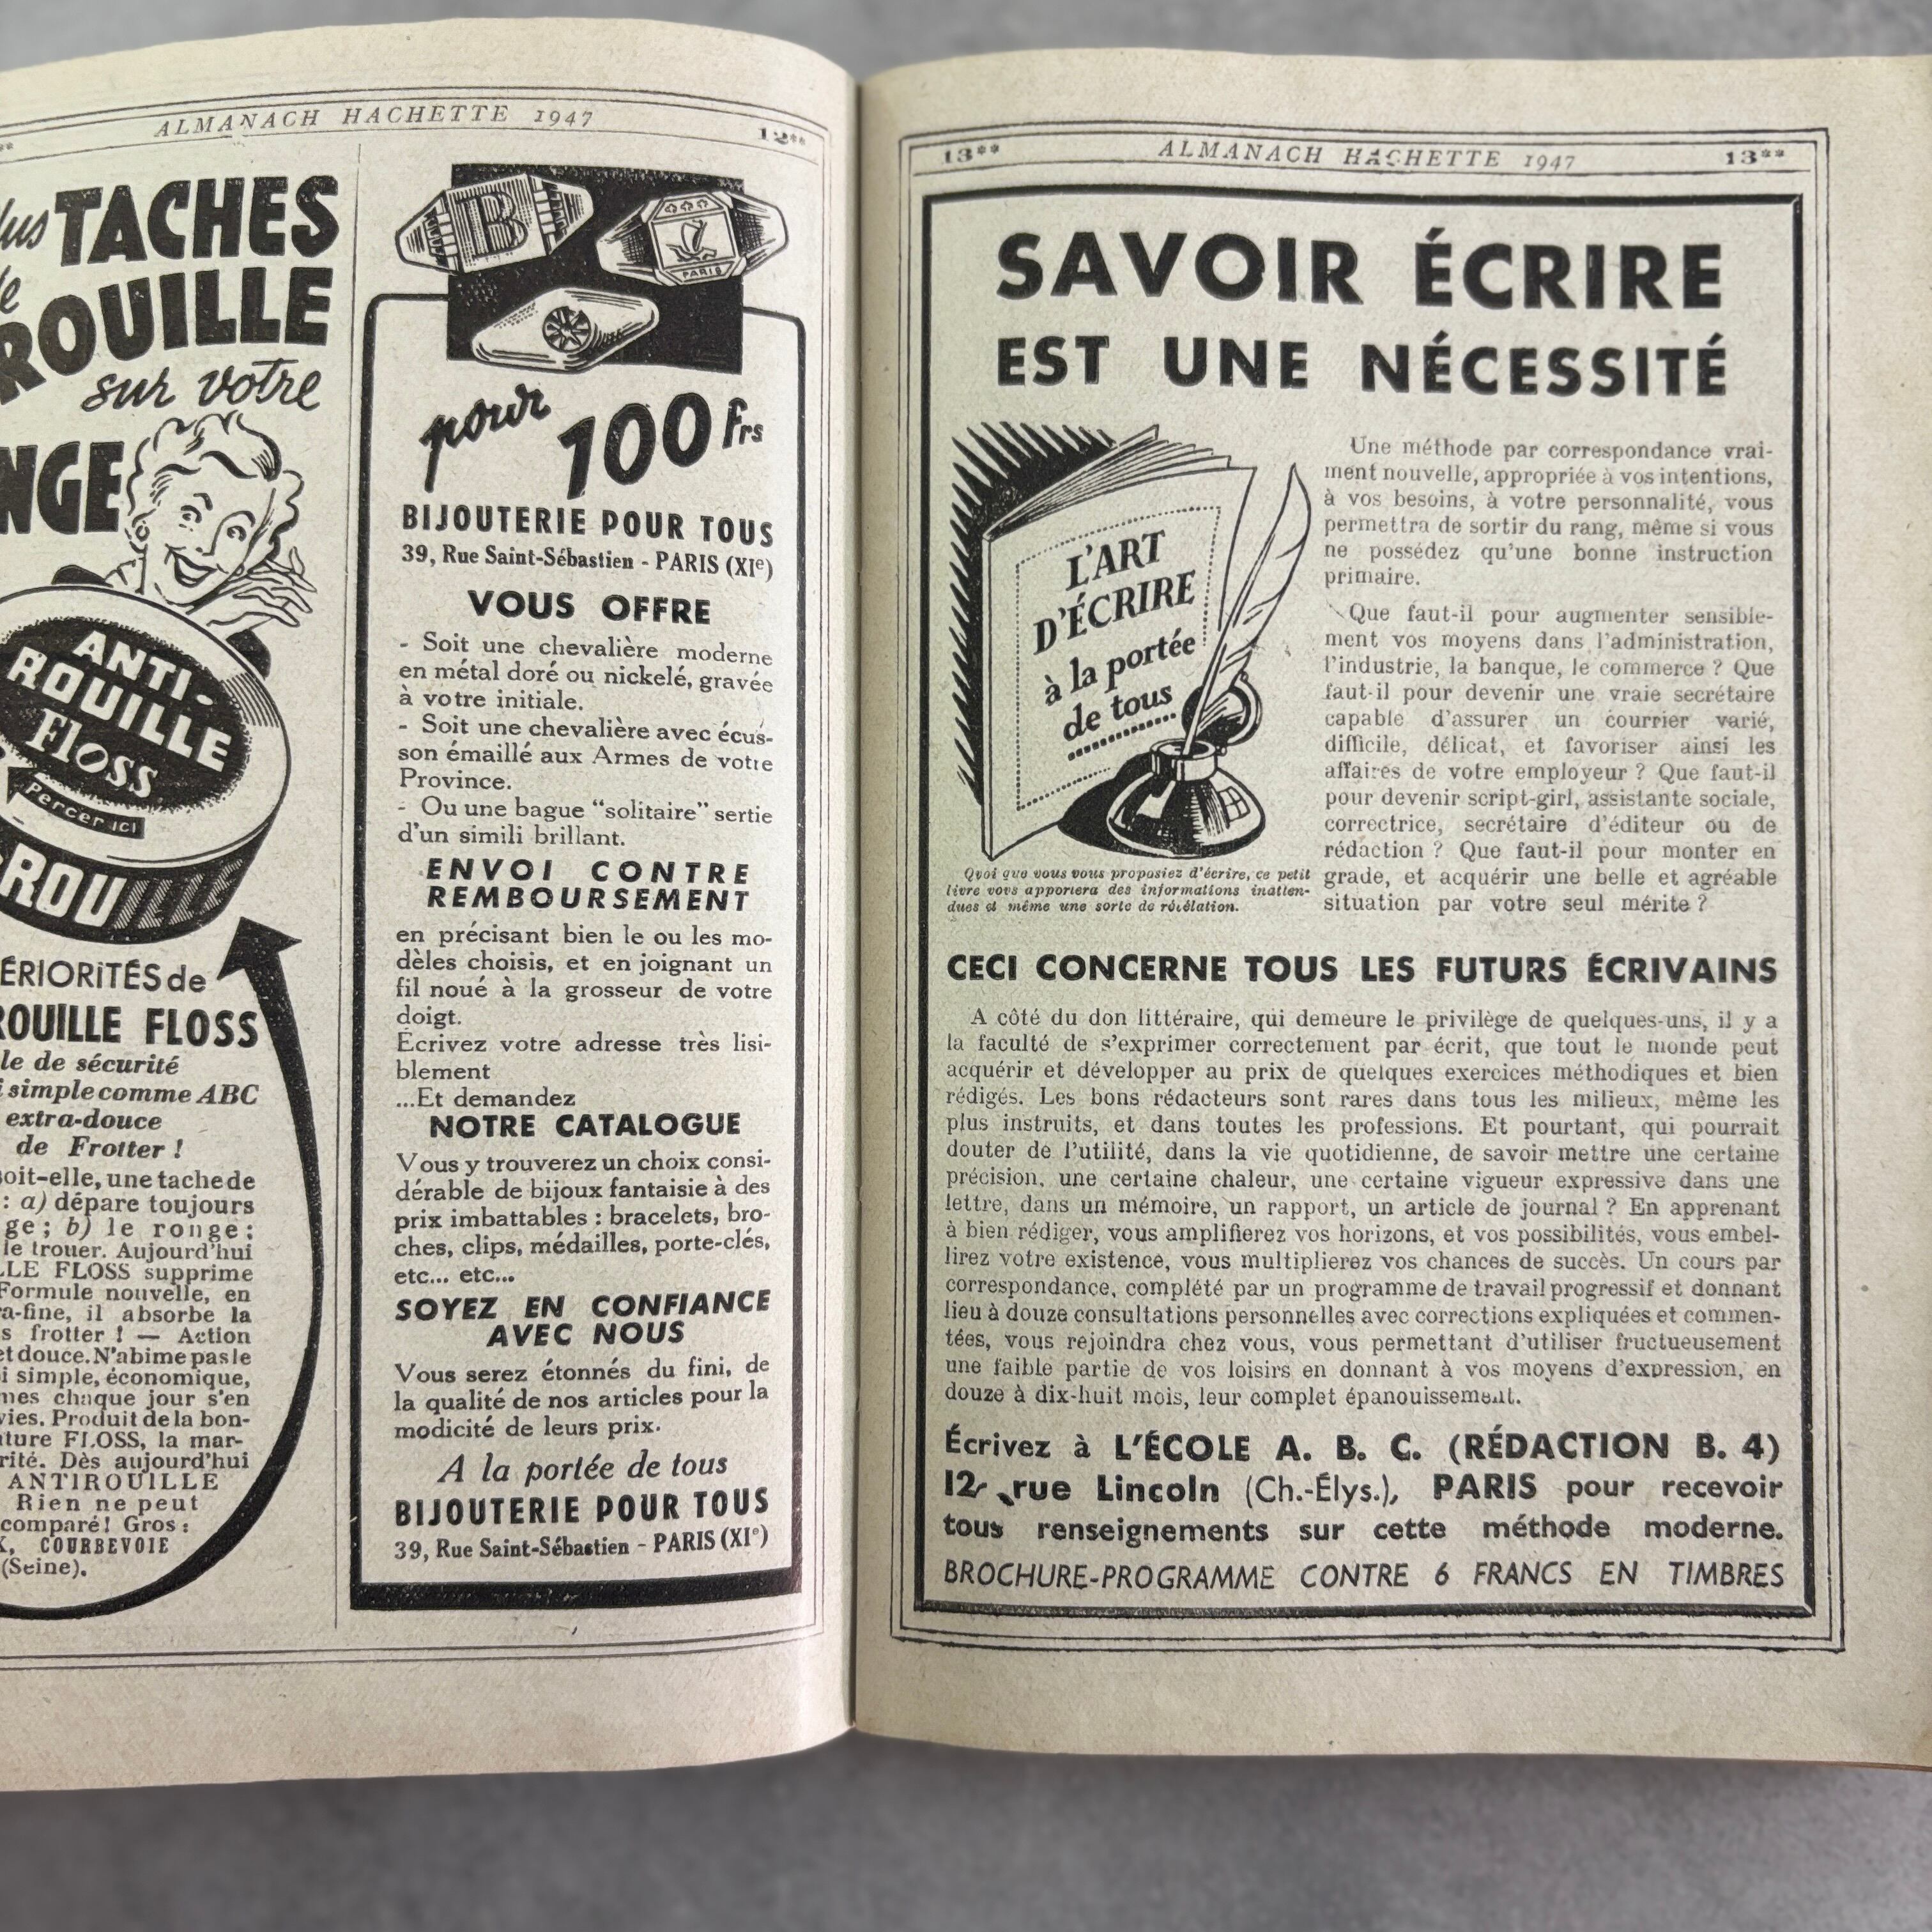 ALMANACH HACHETTE 1947 12**
TACHES
ROUILLE
sur votre
ANTI-
ROUILLE
Floss
Percer ici
ROUILLE
de
ROUILLE FLOSS
de sécurité
simple comme ABC
extra-douce
de Frotter !
soit-elle, une tache de
: a) dépare toujours
b) le ronge ;
le trouer. Aujourd'hui
FLOSS supprime
Formule nouvelle, en
il absorbe la
frotter ! — Action
et douce. N'abime pas le
simple, économique,
chaque jour s'en
Produit de la bon-
FLOSS, la mar-
Dès aujourd'hui
ANTIROUILLE
Rien ne peut
comparé! Gros :
COURBEVOIE
(Seine).
B
PARIS
pour 100 Frs
BIJOUTERIE POUR TOUS
39, Rue Saint-Sébastien - PARIS (XIe)
VOUS OFFRE
- Soit une chevalière moderne
en métal doré ou nickelé, gravée
à votre initiale.
- Soit une chevalière avec écus-
son émaillé aux Armes de votre
Province.
- Ou une bague "solitaire" sertie
d'un simili brillant.
ENVOI CONTRE
REMBOURSEMENT
en précisant bien le ou les mo-
dèles choisis, et en joignant un
fil noué à la grosseur de votre
doigt.
Écrivez votre adresse très lisi-
blement
...Et demandez
NOTRE CATALOGUE
Vous y trouverez un choix consi-
dérable de bijoux fantaisie à des
prix imbattables : bracelets, bro-
ches, clips, médailles, porte-clés,
etc... etc...
SOYEZ EN CONFIANCE
AVEC NOUS
Vous serez étonnés du fini, de
la qualité de nos articles pour la
modicité de leurs prix.
A la portée de tous
BIJOUTERIE POUR TOUS
39, Rue Saint-Sébastien - PARIS (XIe)
13** ALMANACH HACHETTE 1947 13**
SAVOIR ÉCRIRE
EST UNE NÉCESSITÉ
L'ART
D'ÉCRIRE
à la portée
de tous
Quoi que vous vous proposiez d'écrire, ce petit
livre vous apportera des informations inatten-
dues et même une sorte de révélation.
Une méthode par correspondance vrai-
ment nouvelle, appropriée à vos intentions,
à vos besoins, à votre personnalité, vous
permettra de sortir du rang, même si vous
ne possédez qu'une bonne instruction
primaire.
Que faut-il pour augmenter sensible-
ment vos moyens dans l'administration,
l'industrie, la banque, le commerce ? Que
faut-il pour devenir une vraie secrétaire
capable d'assurer un courrier varié,
difficile, délicat, et favoriser ainsi les
affaires de votre employeur ? Que faut-il
pour devenir script-girl, assistante sociale,
correctrice, secrétaire d'éditeur ou de
rédaction ? Que faut-il pour monter en
grade, et acquérir une belle et agréable
situation par votre seul mérite ?
CECI CONCERNE TOUS LES FUTURS ÉCRIVAINS
A côté du don littéraire, qui demeure le privilège de quelques-uns, il y a
la faculté de s'exprimer correctement par écrit, que tout le monde peut
acquérir et développer au prix de quelques exercices méthodiques et bien
rédigés. Les bons rédacteurs sont rares dans tous les milieux, même les
plus instruits, et dans toutes les professions. Et pourtant, qui pourrait
douter de l'utilité, dans la vie quotidienne, de savoir mettre une certaine
précision, une certaine chaleur, une certaine vigueur expressive dans une
lettre, dans un mémoire, un rapport, un article de journal ? En apprenant
à bien rédiger, vous amplifierez vos horizons, et vos possibilités, vous embel-
lirez votre existence, vous multiplierez vos chances de succès. Un cours par
correspondance, complété par un programme de travail progressif et donnant
lieu à douze consultations personnelles avec corrections expliquées et commen-
tées, vous rejoindra chez vous, vous permettant d'utiliser fructueusement
une faible partie de vos loisirs en donnant à vos moyens d'expression, en
douze à dix-huit mois, leur complet épanouissement.
Écrivez à L'ÉCOLE A. B. C. (RÉDACTION B. 4)
12, rue Lincoln (Ch.-Élys.), PARIS pour recevoir
tous renseignements sur cette méthode moderne.
BROCHURE-PROGRAMME CONTRE 6 FRANCS EN TIMBRES